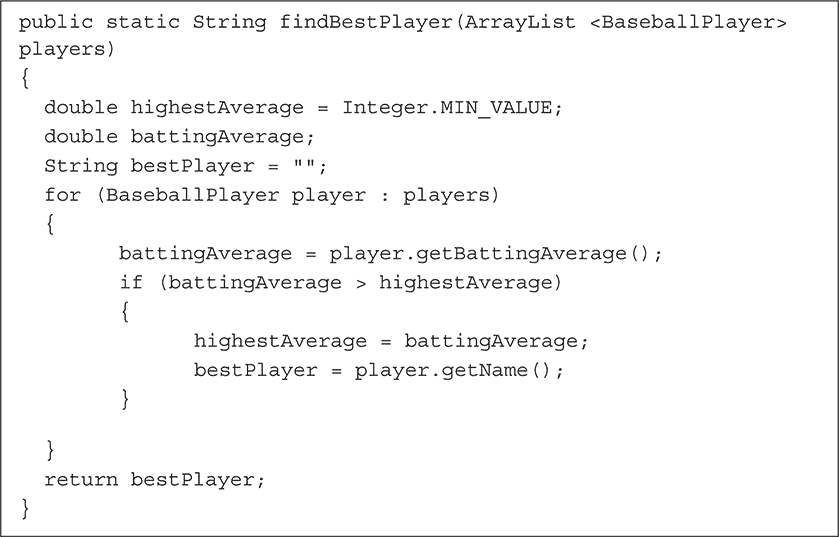 public static String findBestPlayer(ArrayList <BaseballPlayer>
players)
{
  double highestAverage = Integer.MIN_VALUE;
  double battingAverage;
  String bestPlayer = "";
  for (BaseballPlayer player : players)
  {
        battingAverage = player.getBattingAverage();
        if (battingAverage > highestAverage)
        {
              highestAverage = battingAverage;
              bestPlayer = player.getName();
        }
  }
  return bestPlayer;
}